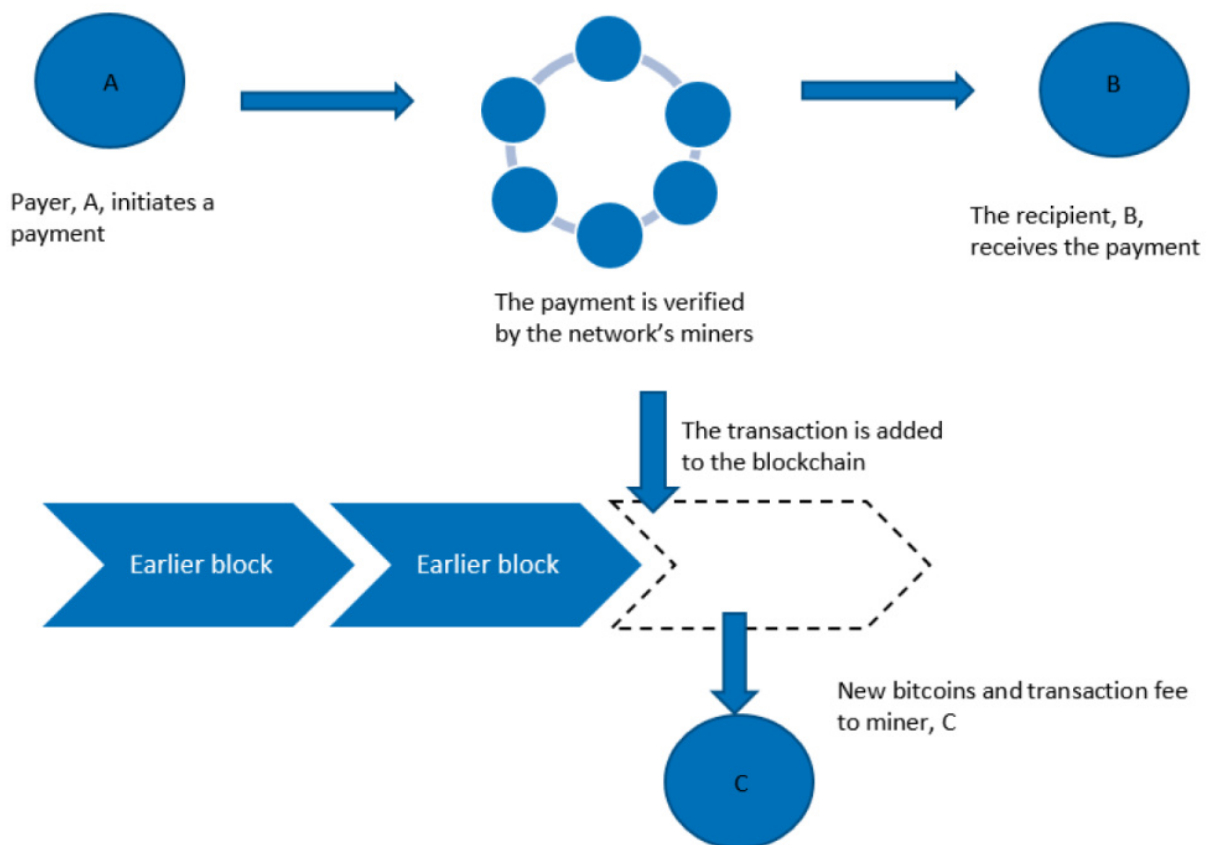 A
B
Payer, A, initiates a
payment
The recipient, B,
receives the payment
The payment is verified
by the network’s miners
The transaction is added
to the blockchain
Earlier block
Earlier block
New bitcoins and transaction fee
to miner, C
C